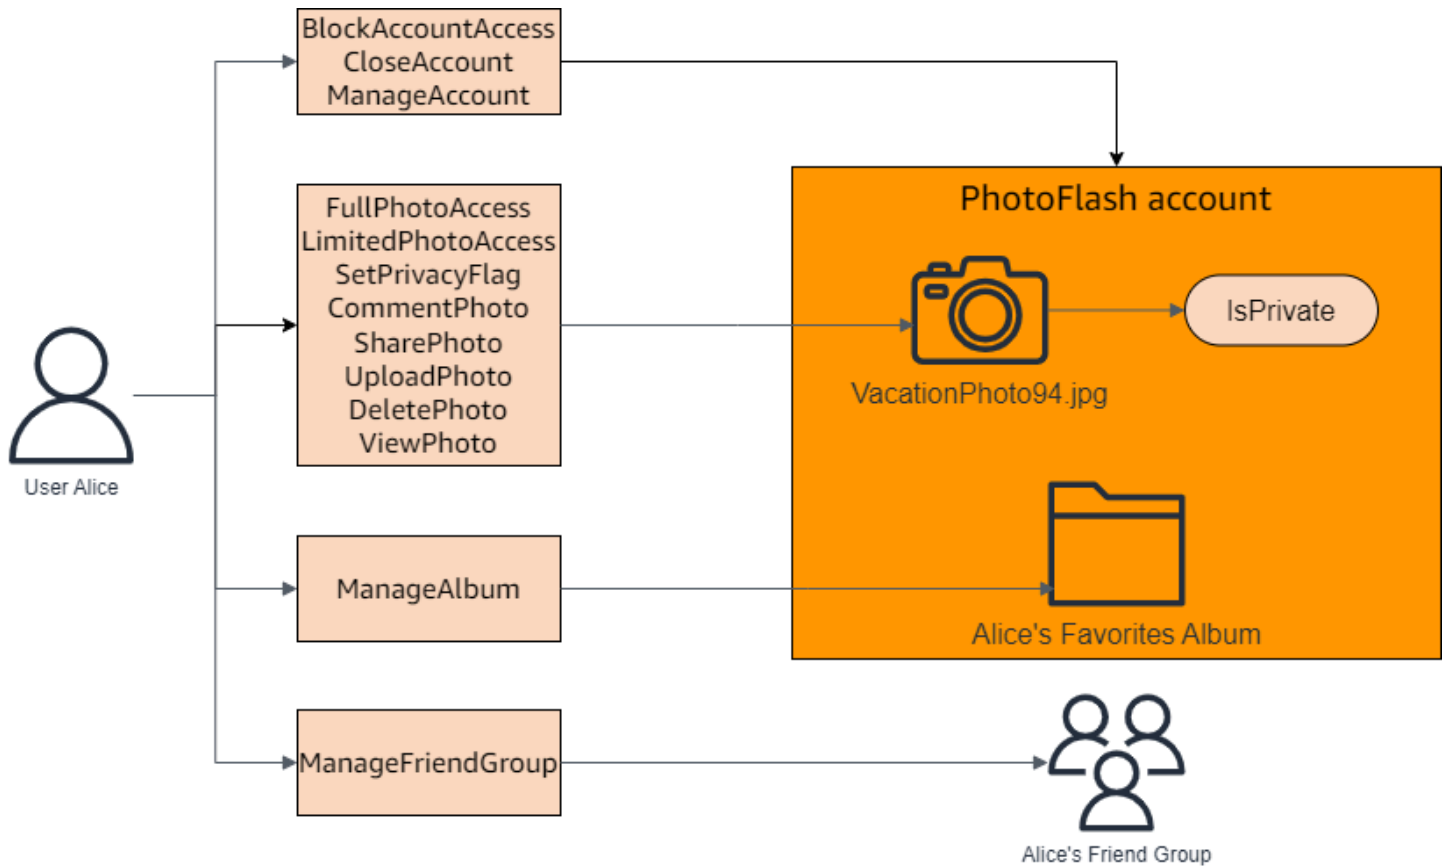 BlockAccountAccess
CloseAccount
ManageAccount
PhotoFlash account
FullPhotoAccess
LimitedPhotoAccess
SetPrivacyFlag
CommentPhoto
SharePhoto
UploadPhoto
DeletePhoto
ViewPhoto
IsPrivate
VacationPhoto94.jpg
User Alice
ManageAlbum
Alice's Favorites Album
ManageFriendGroup
Alice's Friend Group